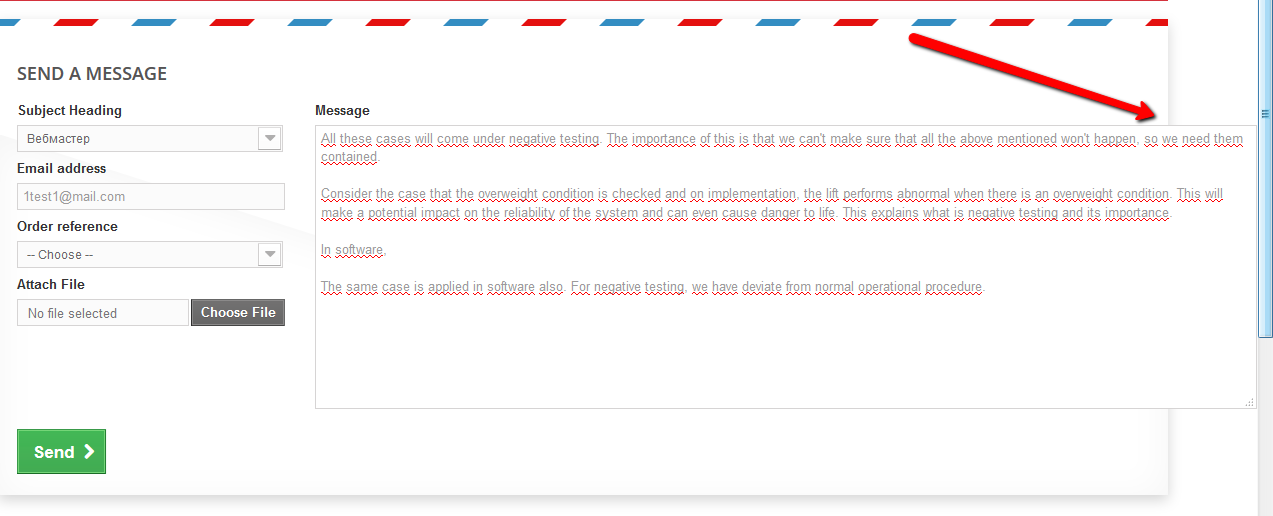 SEND A MESSAGE
Subject Heading
Вебмастер
Email address
1test1@mail.com
Order reference
-- Choose --
Attach File
No file selected
Choose File
Message
All these cases will come under negative testing. The importance of this is that we can't make sure that all the above mentioned won't happen, so we need them
contained.
Consider the case that the overweight condition is checked and on implementation, the lift performs abnormal when there is an overweight condition. This will
make a potential impact on the reliability of the system and can even cause danger to life. This explains what is negative testing and its importance.
In software,
The same case is applied in software also. For negative testing, we have deviate from normal operational procedure.
Send